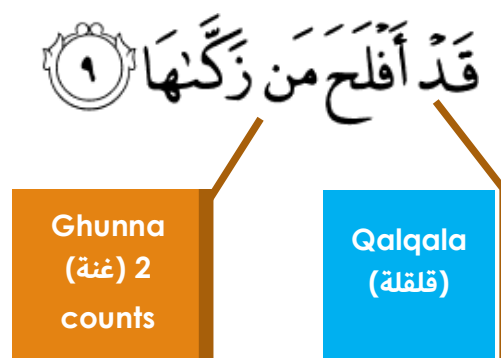 قَدْ أَفْلَحَ مَن زَكَّىٰهَا ٩
Ghunna
(غنة) 2
counts
Qalqala
(قلقلة)